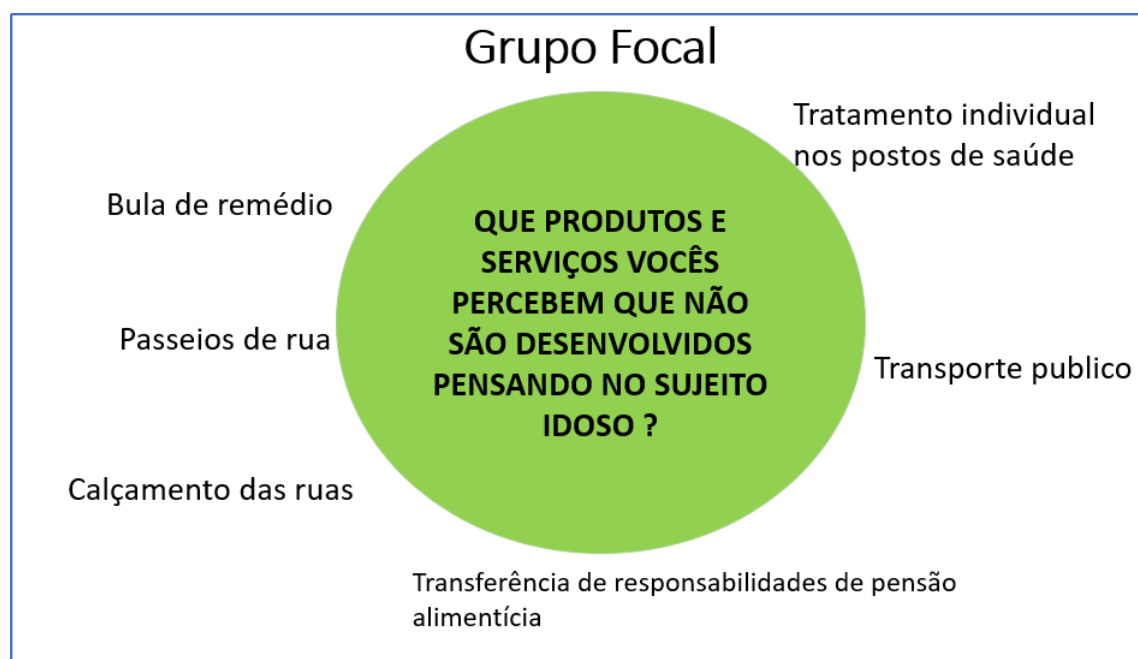 Grupo Focal
Tratamento individual
nos postos de saúde
Bula de remédio
QUE PRODUTOS E
SERVIÇOS VOCÊS
PERCEBEM QUE NÃO
SÃO DESENVOLVIDOS
PENSANDO NO SUJEITO
IDOSO ?
Passeios de rua
Transporte publico
Calçamento das ruas
Transferência de responsabilidades de pensão
alimentícia